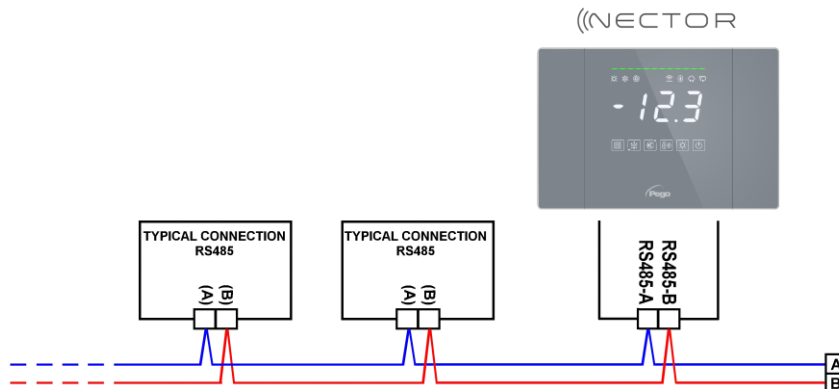 NECTOR
-12.3
Pego
TYPICAL CONNECTION
RS485
(A)
(B)
TYPICAL CONNECTION
RS485
(A)
(B)
RS485-A
RS485-B
A
B